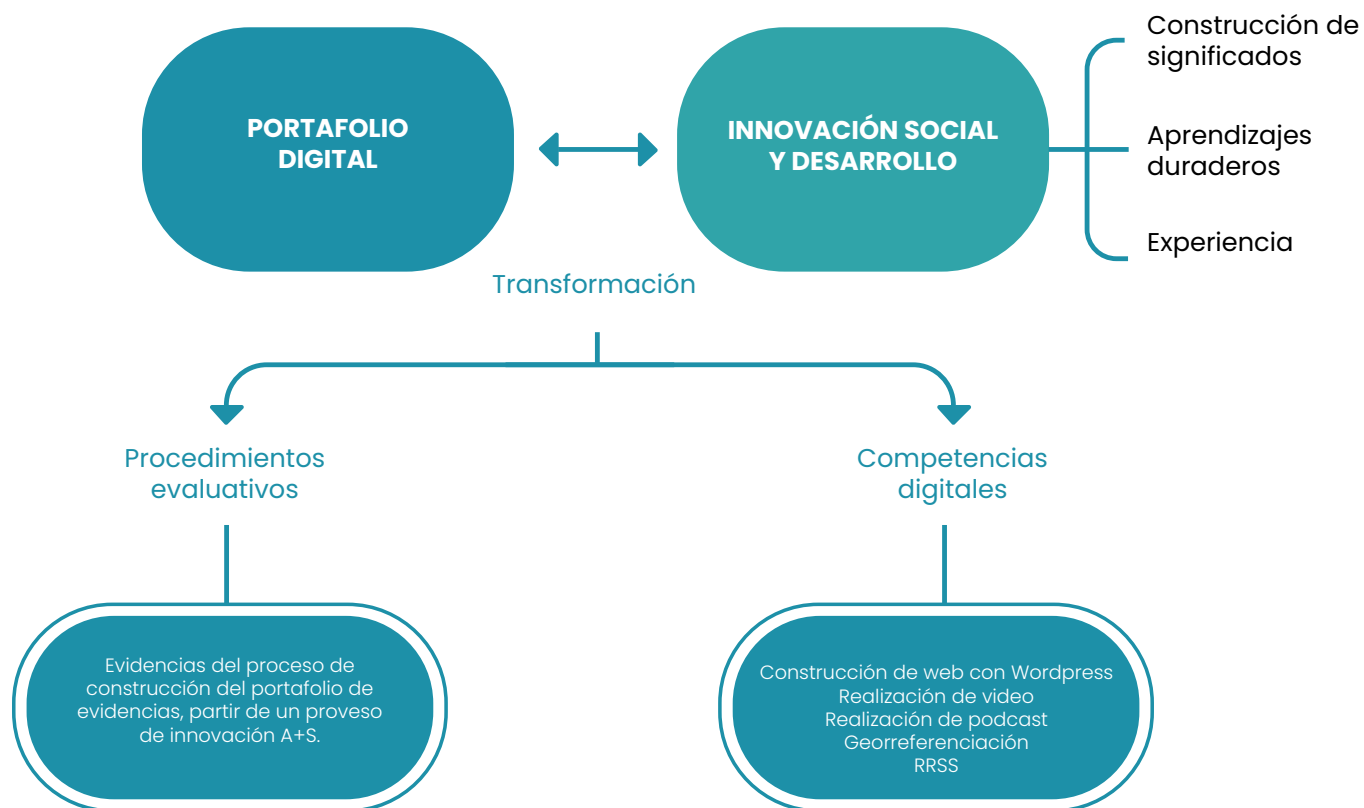 PORTAFOLIO
DIGITAL
INNOVACIÓN SOCIAL
Y DESARROLLO
Construcción de
significados
Aprendizajes
duraderos
Experiencia
Transformación
Procedimientos
evaluativos
Competencias
digitales
Evidencias del proceso de
construcción del portafolio de
evidencias, partir de un proveso
de innovación A+S.
Construcción de web con Wordpress
Realización de video
Realización de podcast
Georreferenciación
RRSS